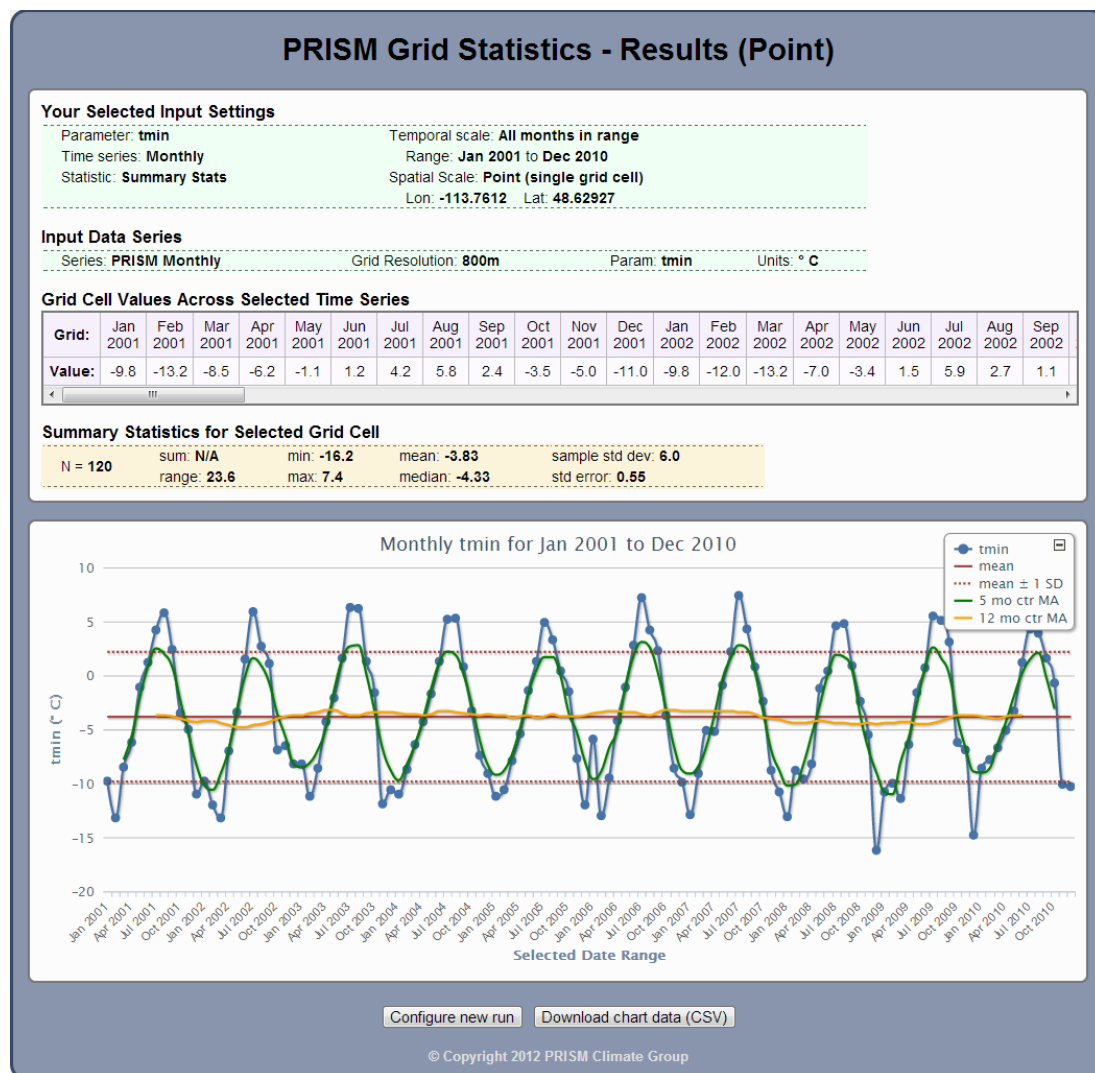 PRISM Grid Statistics - Results (Point)
Your Selected Input Settings
Parameter: tmin Temporal scale: All months in range
Time series: Monthly Range: Jan 2001 to Dec 2010
Statistic: Summary Stats Spatial Scale: Point (single grid cell)
Lon: -113.7612 Lat: 48.62927
Input Data Series
Series: PRISM Monthly Grid Resolution: 800m Param: tmin Units: ° C
Grid Cell Values Across Selected Time Series
Grid: Jan 2001 Feb 2001 Mar 2001 Apr 2001 May 2001 Jun 2001 Jul 2001 Aug 2001 Sep 2001 Oct 2001 Nov 2001 Dec 2001 Jan 2002 Feb 2002 Mar 2002 Apr 2002 May 2002 Jun 2002 Jul 2002 Aug 2002 Sep 2002
Value: -9.8 -13.2 -8.5 -6.2 -1.1 1.2 4.2 5.8 2.4 -3.5 -5.0 -11.0 -9.8 -12.0 -13.2 -7.0 -3.4 1.5 5.9 2.7 1.1
Summary Statistics for Selected Grid Cell
N = 120
sum: N/A min: -16.2 mean: -3.83 sample std dev: 6.0
range: 23.6 max: 7.4 median: -4.33 std error: 0.55
Monthly tmin for Jan 2001 to Dec 2010
tmin
mean
mean ± 1 SD
5 mo ctr MA
12 mo ctr MA
10
5
0
-5
-10
-15
-20
tmin (° C)
Jan 2001 Apr 2001 Jul 2001 Oct 2001 Jan 2002 Apr 2002 Jul 2002 Oct 2002 Jan 2003 Apr 2003 Jul 2003 Oct 2003 Jan 2004 Apr 2004 Jul 2004 Oct 2004 Jan 2005 Apr 2005 Jul 2005 Oct 2005 Jan 2006 Apr 2006 Jul 2006 Oct 2006 Jan 2007 Apr 2007 Jul 2007 Oct 2007 Jan 2008 Apr 2008 Jul 2008 Oct 2008 Jan 2009 Apr 2009 Jul 2009 Oct 2009 Jan 2010 Apr 2010 Jul 2010 Oct 2010
Selected Date Range
Configure new run Download chart data (CSV)
© Copyright 2012 PRISM Climate Group